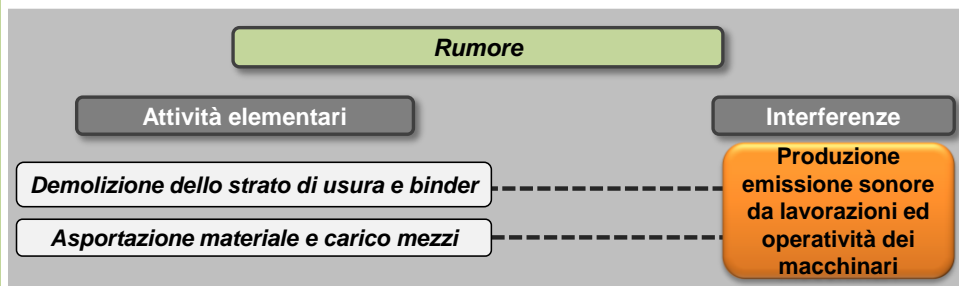 Rumore
Attività elementari
Interferenze
Demolizione dello strato di usura e binder
Asportazione materiale e carico mezzi
Produzione
emissione sonore
da lavorazioni ed
operatività dei
macchinari